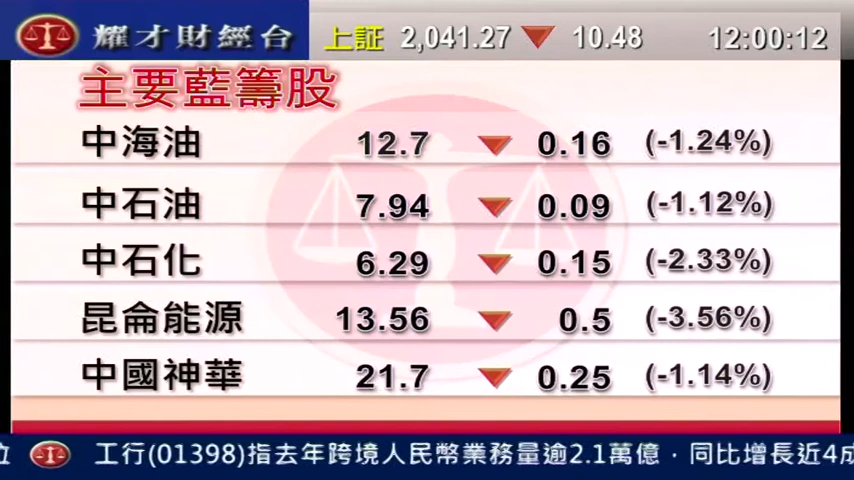 耀才財經台 上証 2,041.27 10.48 12:00:12
主要藍籌股
中海油 12.7 0.16 (-1.24%)
中石油 7.94 0.09 (-1.12%)
中石化 6.29 0.15 (-2.33%)
昆侖能源 13.56 0.5 (-3.56%)
中國神華 21.7 0.25 (-1.14%)
工行(01398)指去年跨境人民幣業務量逾2.1萬億﹐同比增長近4成